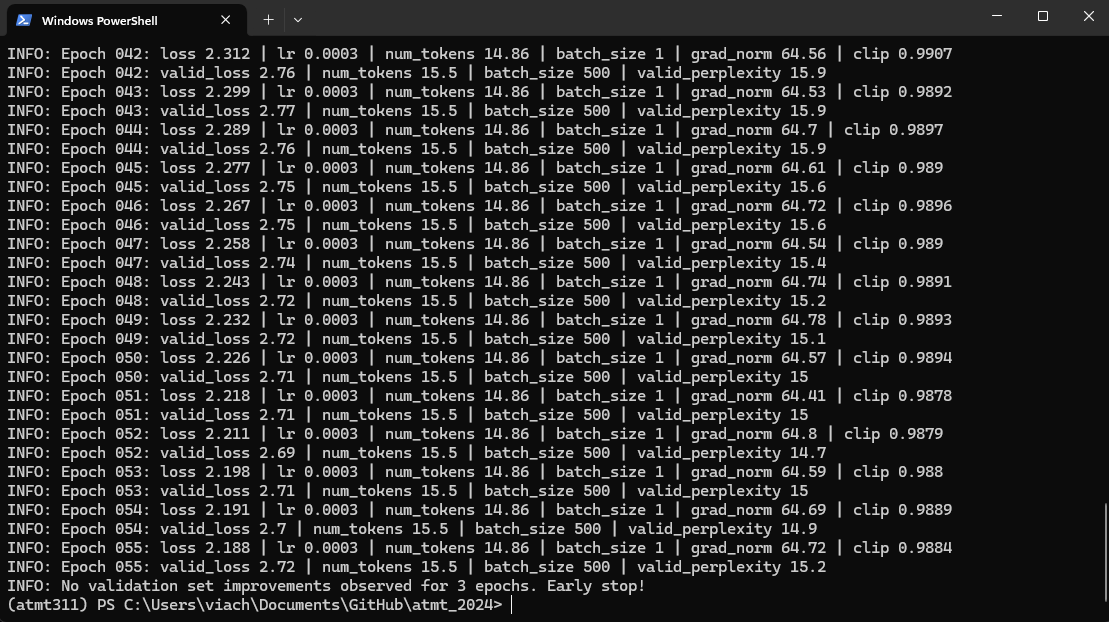 Windows PowerShell
INFO: Epoch 042: loss 2.312 | lr 0.0003 | num_tokens 14.86 | batch_size 1 | grad_norm 64.56 | clip 0.9907
INFO: Epoch 042: valid_loss 2.76 | num_tokens 15.5 | batch_size 500 | valid_perplexity 15.9
INFO: Epoch 043: loss 2.299 | lr 0.0003 | num_tokens 14.86 | batch_size 1 | grad_norm 64.53 | clip 0.9892
INFO: Epoch 043: valid_loss 2.77 | num_tokens 15.5 | batch_size 500 | valid_perplexity 15.9
INFO: Epoch 044: loss 2.289 | lr 0.0003 | num_tokens 14.86 | batch_size 1 | grad_norm 64.7 | clip 0.9897
INFO: Epoch 044: valid_loss 2.76 | num_tokens 15.5 | batch_size 500 | valid_perplexity 15.9
INFO: Epoch 045: loss 2.277 | lr 0.0003 | num_tokens 14.86 | batch_size 1 | grad_norm 64.61 | clip 0.989
INFO: Epoch 045: valid_loss 2.75 | num_tokens 15.5 | batch_size 500 | valid_perplexity 15.6
INFO: Epoch 046: loss 2.267 | lr 0.0003 | num_tokens 14.86 | batch_size 1 | grad_norm 64.72 | clip 0.9896
INFO: Epoch 046: valid_loss 2.75 | num_tokens 15.5 | batch_size 500 | valid_perplexity 15.6
INFO: Epoch 047: loss 2.258 | lr 0.0003 | num_tokens 14.86 | batch_size 1 | grad_norm 64.54 | clip 0.989
INFO: Epoch 047: valid_loss 2.74 | num_tokens 15.5 | batch_size 500 | valid_perplexity 15.4
INFO: Epoch 048: loss 2.243 | lr 0.0003 | num_tokens 14.86 | batch_size 1 | grad_norm 64.74 | clip 0.9891
INFO: Epoch 048: valid_loss 2.72 | num_tokens 15.5 | batch_size 500 | valid_perplexity 15.2
INFO: Epoch 049: loss 2.232 | lr 0.0003 | num_tokens 14.86 | batch_size 1 | grad_norm 64.78 | clip 0.9893
INFO: Epoch 049: valid_loss 2.72 | num_tokens 15.5 | batch_size 500 | valid_perplexity 15.1
INFO: Epoch 050: loss 2.226 | lr 0.0003 | num_tokens 14.86 | batch_size 1 | grad_norm 64.57 | clip 0.9894
INFO: Epoch 050: valid_loss 2.71 | num_tokens 15.5 | batch_size 500 | valid_perplexity 15
INFO: Epoch 051: loss 2.218 | lr 0.0003 | num_tokens 14.86 | batch_size 1 | grad_norm 64.41 | clip 0.9878
INFO: Epoch 051: valid_loss 2.71 | num_tokens 15.5 | batch_size 500 | valid_perplexity 15
INFO: Epoch 052: loss 2.211 | lr 0.0003 | num_tokens 14.86 | batch_size 1 | grad_norm 64.8 | clip 0.9879
INFO: Epoch 052: valid_loss 2.69 | num_tokens 15.5 | batch_size 500 | valid_perplexity 14.7
INFO: Epoch 053: loss 2.198 | lr 0.0003 | num_tokens 14.86 | batch_size 1 | grad_norm 64.59 | clip 0.988
INFO: Epoch 053: valid_loss 2.71 | num_tokens 15.5 | batch_size 500 | valid_perplexity 15
INFO: Epoch 054: loss 2.191 | lr 0.0003 | num_tokens 14.86 | batch_size 1 | grad_norm 64.69 | clip 0.9889
INFO: Epoch 054: valid_loss 2.7 | num_tokens 15.5 | batch_size 500 | valid_perplexity 14.9
INFO: Epoch 055: loss 2.188 | lr 0.0003 | num_tokens 14.86 | batch_size 1 | grad_norm 64.72 | clip 0.9884
INFO: Epoch 055: valid_loss 2.72 | num_tokens 15.5 | batch_size 500 | valid_perplexity 15.2
INFO: No validation set improvements observed for 3 epochs. Early stop!
(atmt311) PS C:\Users\viach\Documents\GitHub\atmt_2024>